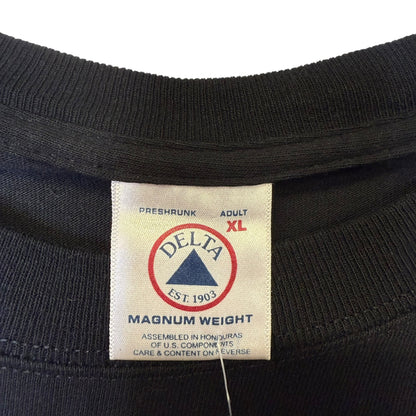 PRESHRUNK ADULT
XL
DELTA
EST. 1903
MAGNUM WEIGHT
ASSEMBLED IN HONDURAS
OF U.S. COMPONENTS
CARE & CONTENT ON REVERSE